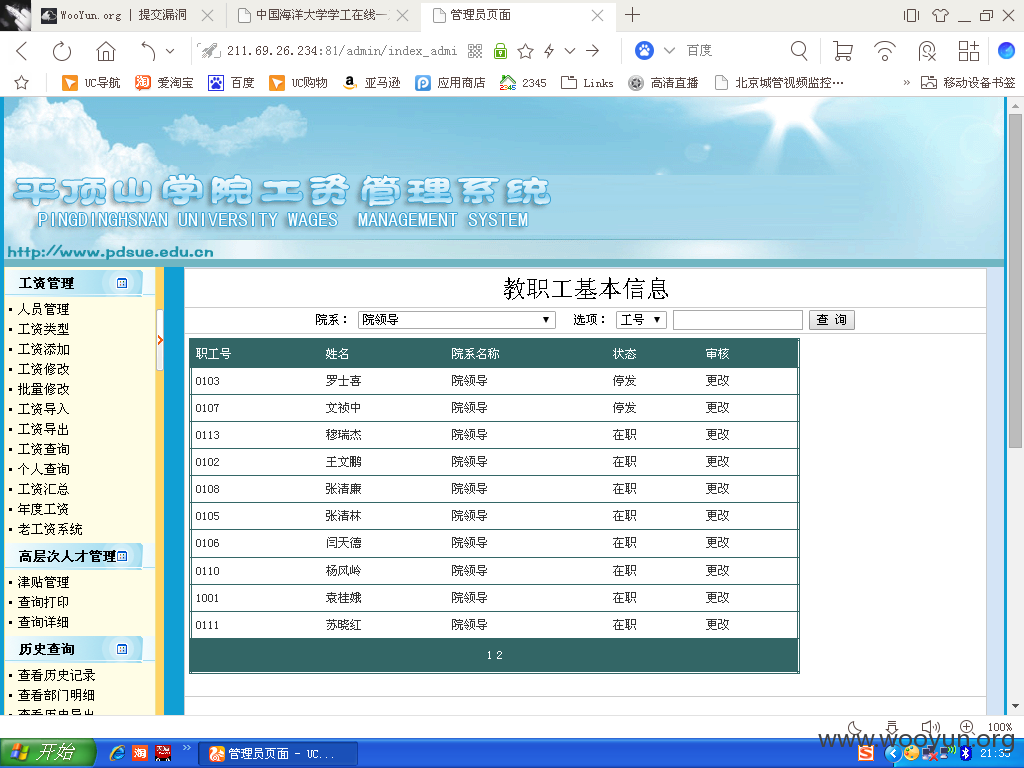 WooYun.org | 提交漏洞
中国海洋大学学工在线—
管理员页面
211.69.26.234:81/admin/index_admi
百度
UC导航
爱淘宝
百度
UC购物
亚马逊
应用商店
2345
Links
高清直播
北京城管视频监控…
»
移动设备书签
平顶山学院工资管理系统
PINGDINGHSNAN UNIVERSITY WAGES MANAGEMENT SYSTEM
http://www.pdsue.edu.cn
工资管理
人员管理
工资类型
工资添加
工资修改
批量修改
工资导入
工资导出
工资查询
个人查询
工资汇总
年度工资
老工资系统
高层次人才管理
津贴管理
查询打印
查询详细
历史查询
查看历史记录
查看部门明细
查看历史导出
教职工基本信息
院系： 院领导 选项： 工号 查 询
职工号 姓名 院系名称 状态 审核
0103 罗士喜 院领导 停发 更改
0107 文祯中 院领导 停发 更改
0113 穆瑞杰 院领导 在职 更改
0102 王文鹏 院领导 在职 更改
0108 张清廉 院领导 在职 更改
0105 张清林 院领导 在职 更改
0106 闫天德 院领导 在职 更改
0110 杨风岭 院领导 在职 更改
1001 袁桂娥 院领导 在职 更改
0111 苏晓红 院领导 在职 更改
1 2
100%
www.wooyun.org
开始
管理员页面 - UC...